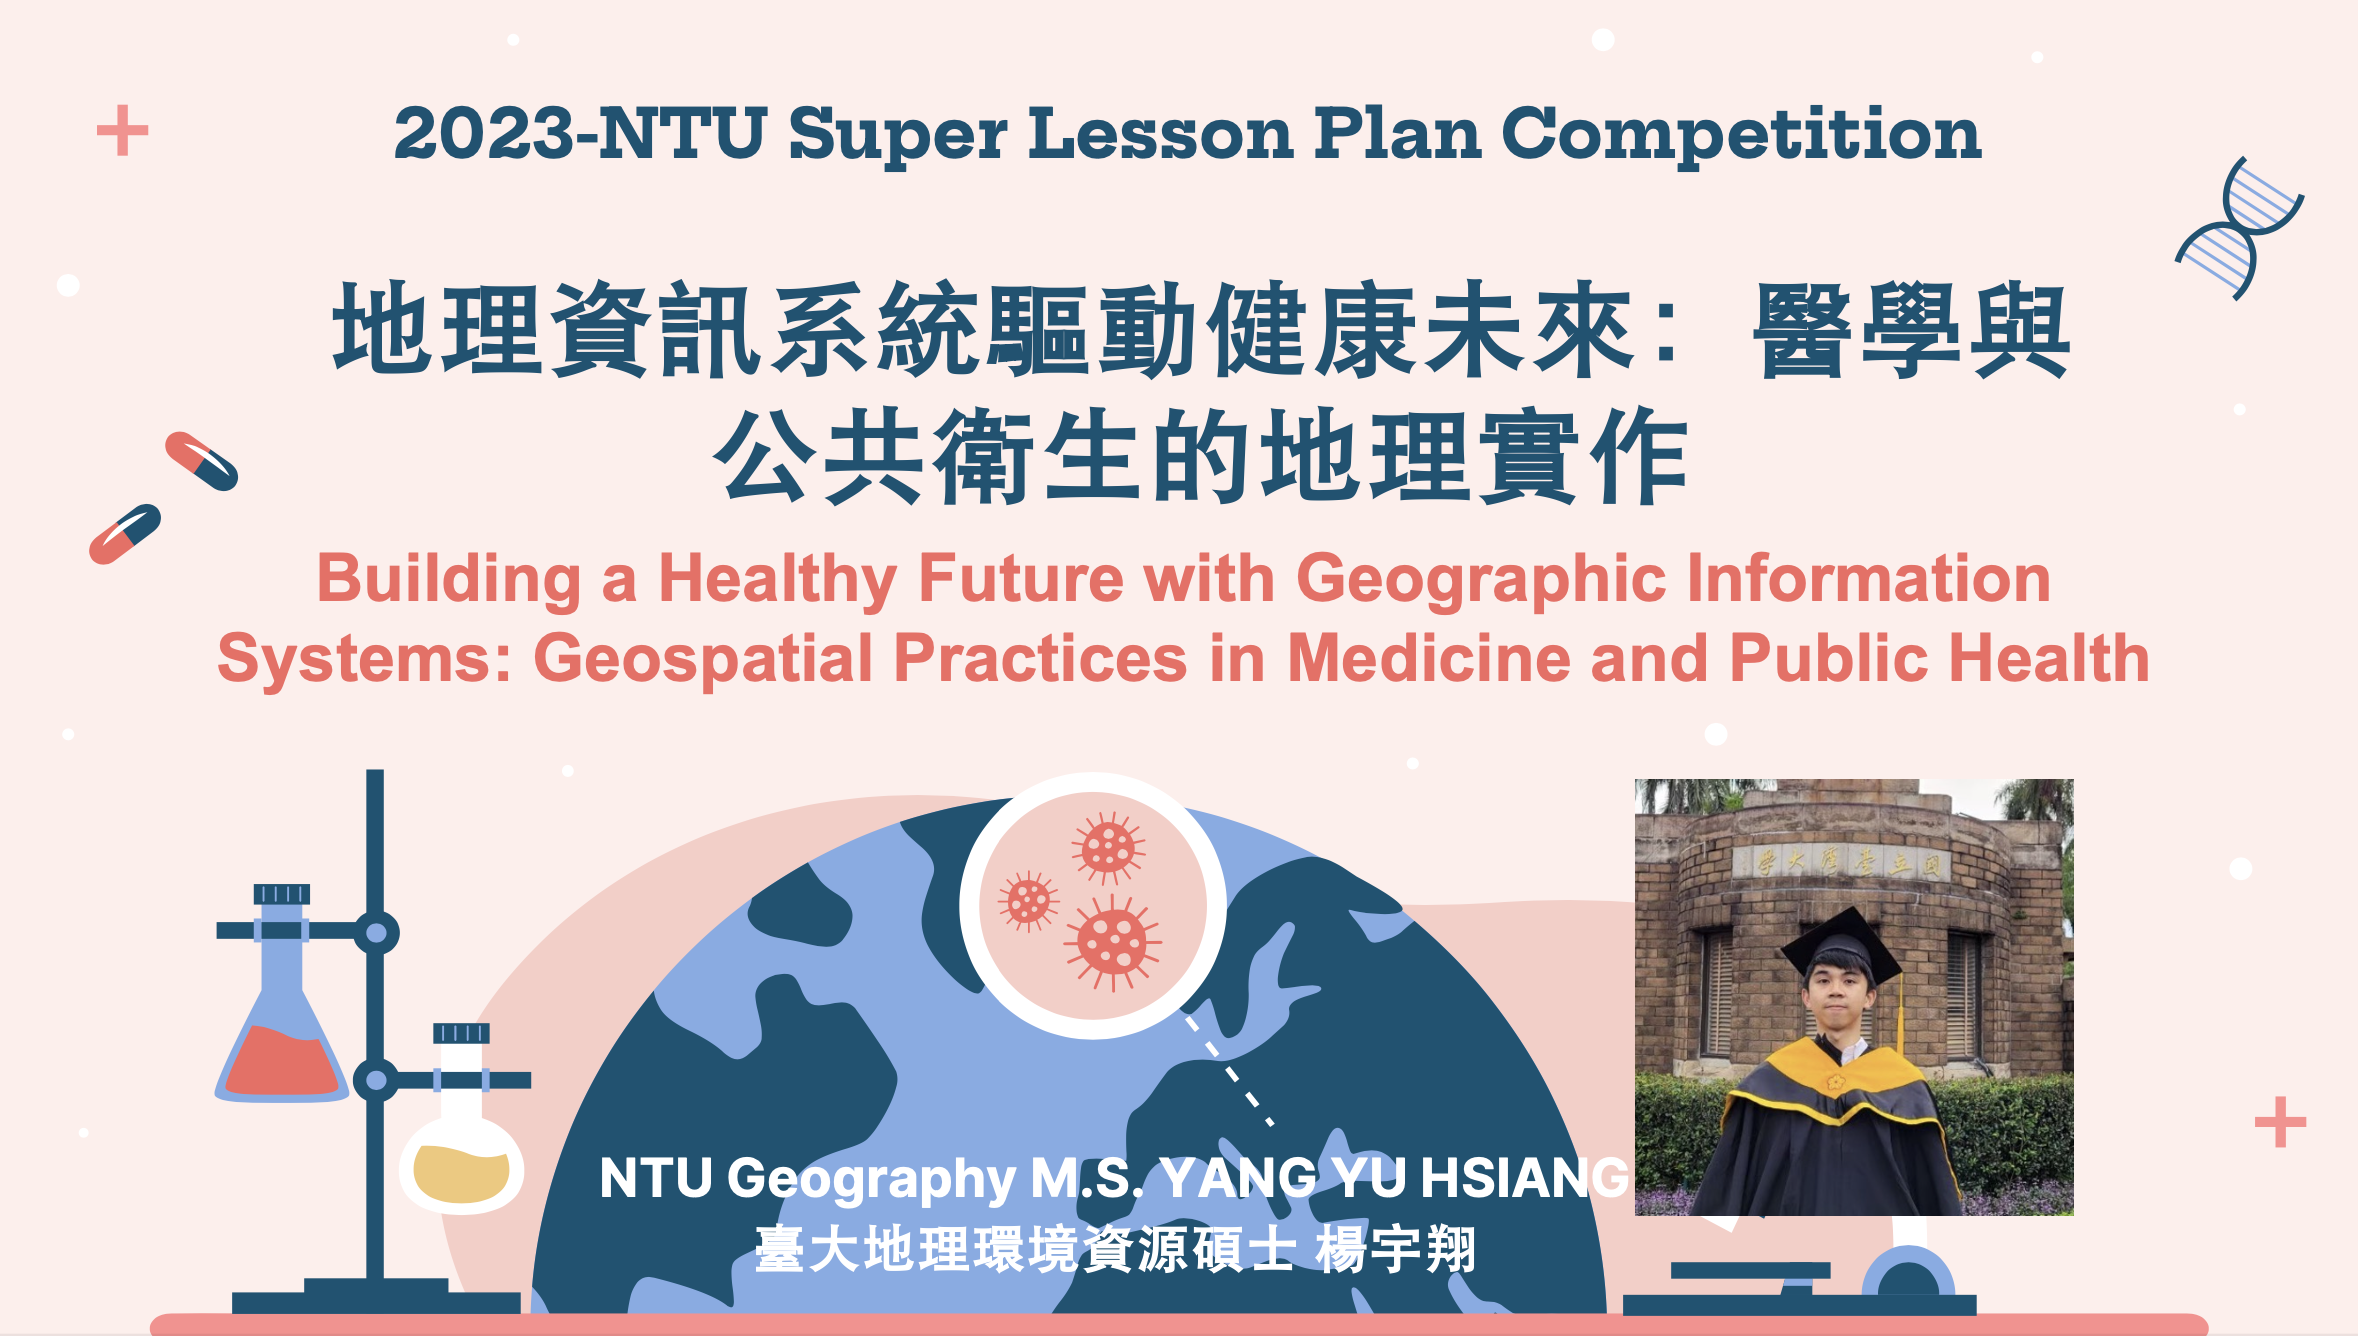 2023-NTU Super Lesson Plan Competition
地理資訊系統驅動健康未來：醫學與
公共衛生的地理實作
Building a Healthy Future with Geographic Information
Systems: Geospatial Practices in Medicine and Public Health
學大灣臺立國
NTU Geography M.S. YANG YU HSIANG
臺大地理環境資源碩士 楊宇翔